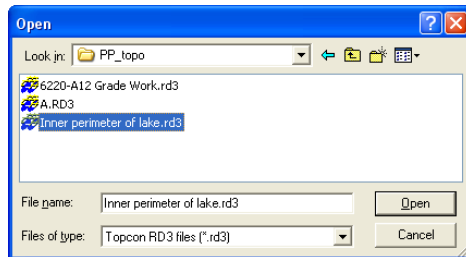 Open
Look in: PP_topo
6220-A12 Grade Work.rd3
A.RD3
Inner perimeter of lake.rd3
File name: Inner perimeter of lake.rd3 Open
Files of type: Topcon RD3 files (*.rd3) Cancel